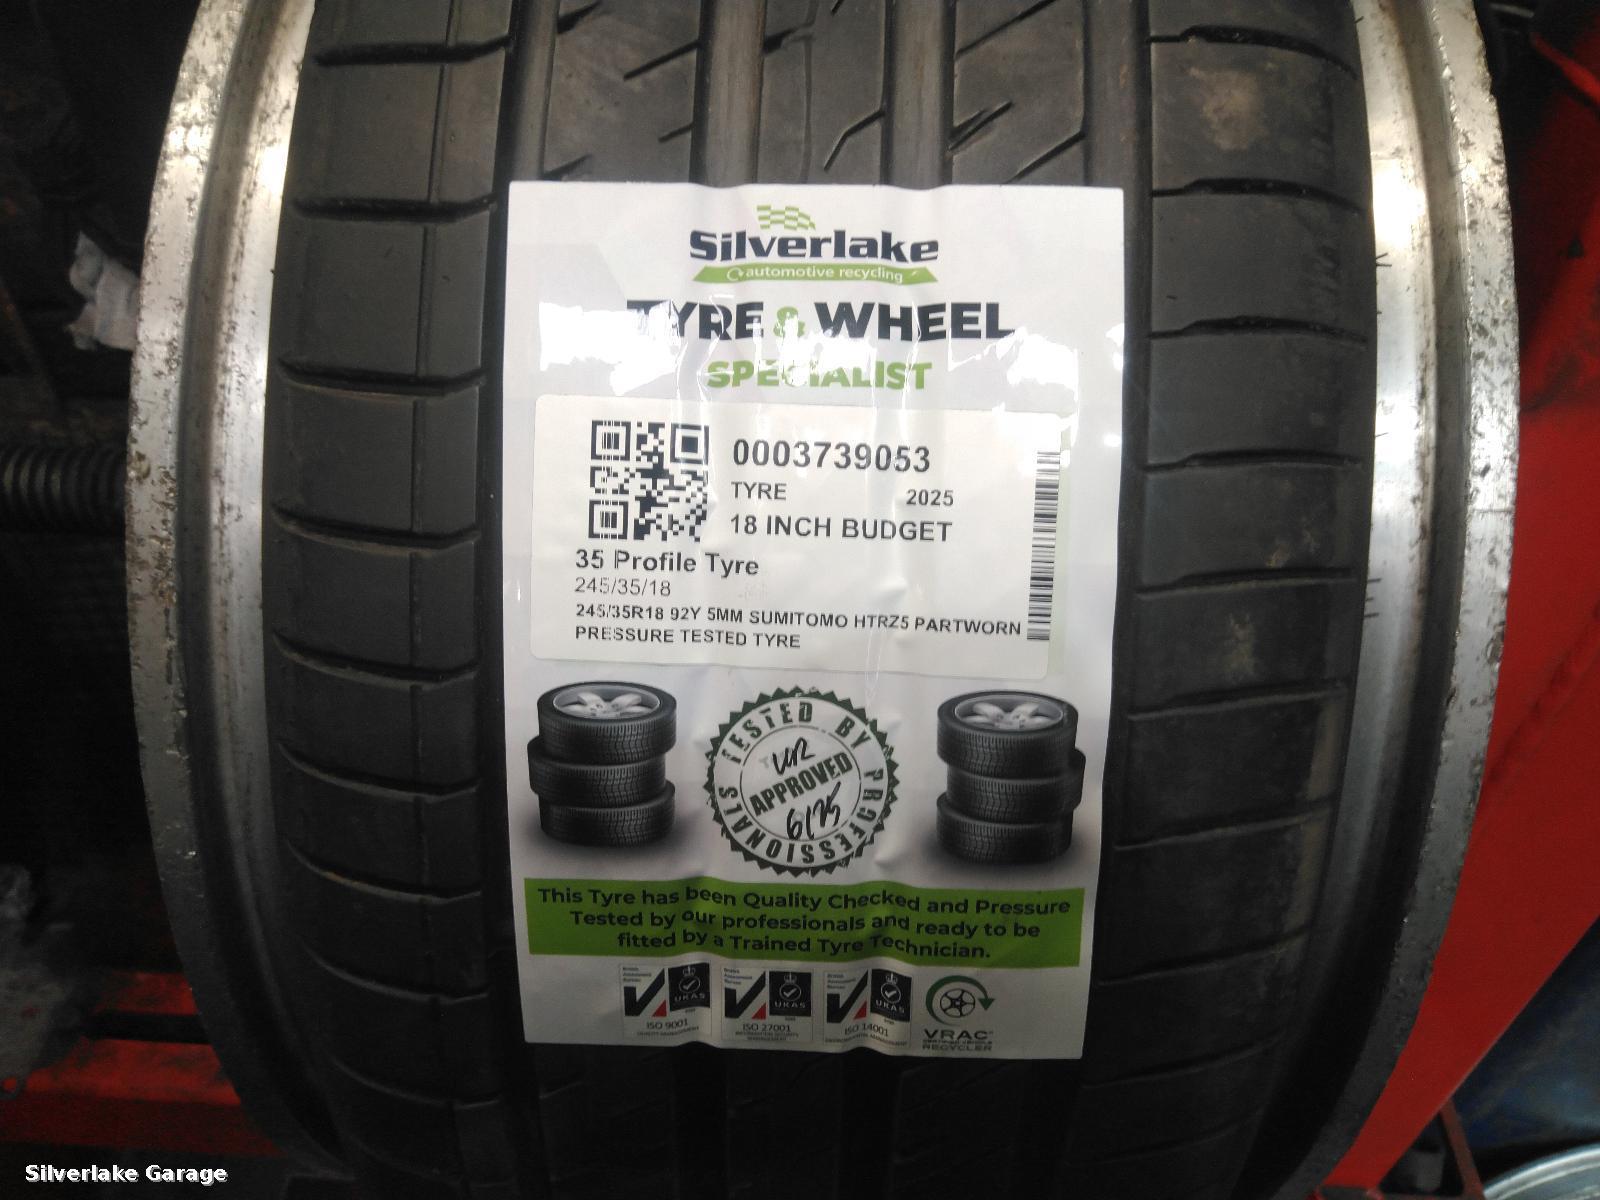 Silverlake
automotive recycling
TYRE & WHEEL
SPECIALIST
0003739053
TYRE 2025
18 INCH BUDGET
35 Profile Tyre
245/35/18
245/35R18 92Y 5MM SUMITOMO HTRZ5 PARTWORN
PRESSURE TESTED TYRE
TESTED BY PROFESSIONALS
APPROVED
6/25
This Tyre has been Quality Checked and Pressure
Tested by our professionals and ready to be
fitted by a Trained Tyre Technician.
UKAS UKAS UKAS
ISO 9001 ISO 27001 ISO 14001
VRAC
RECYCLER
Silverlake Garage